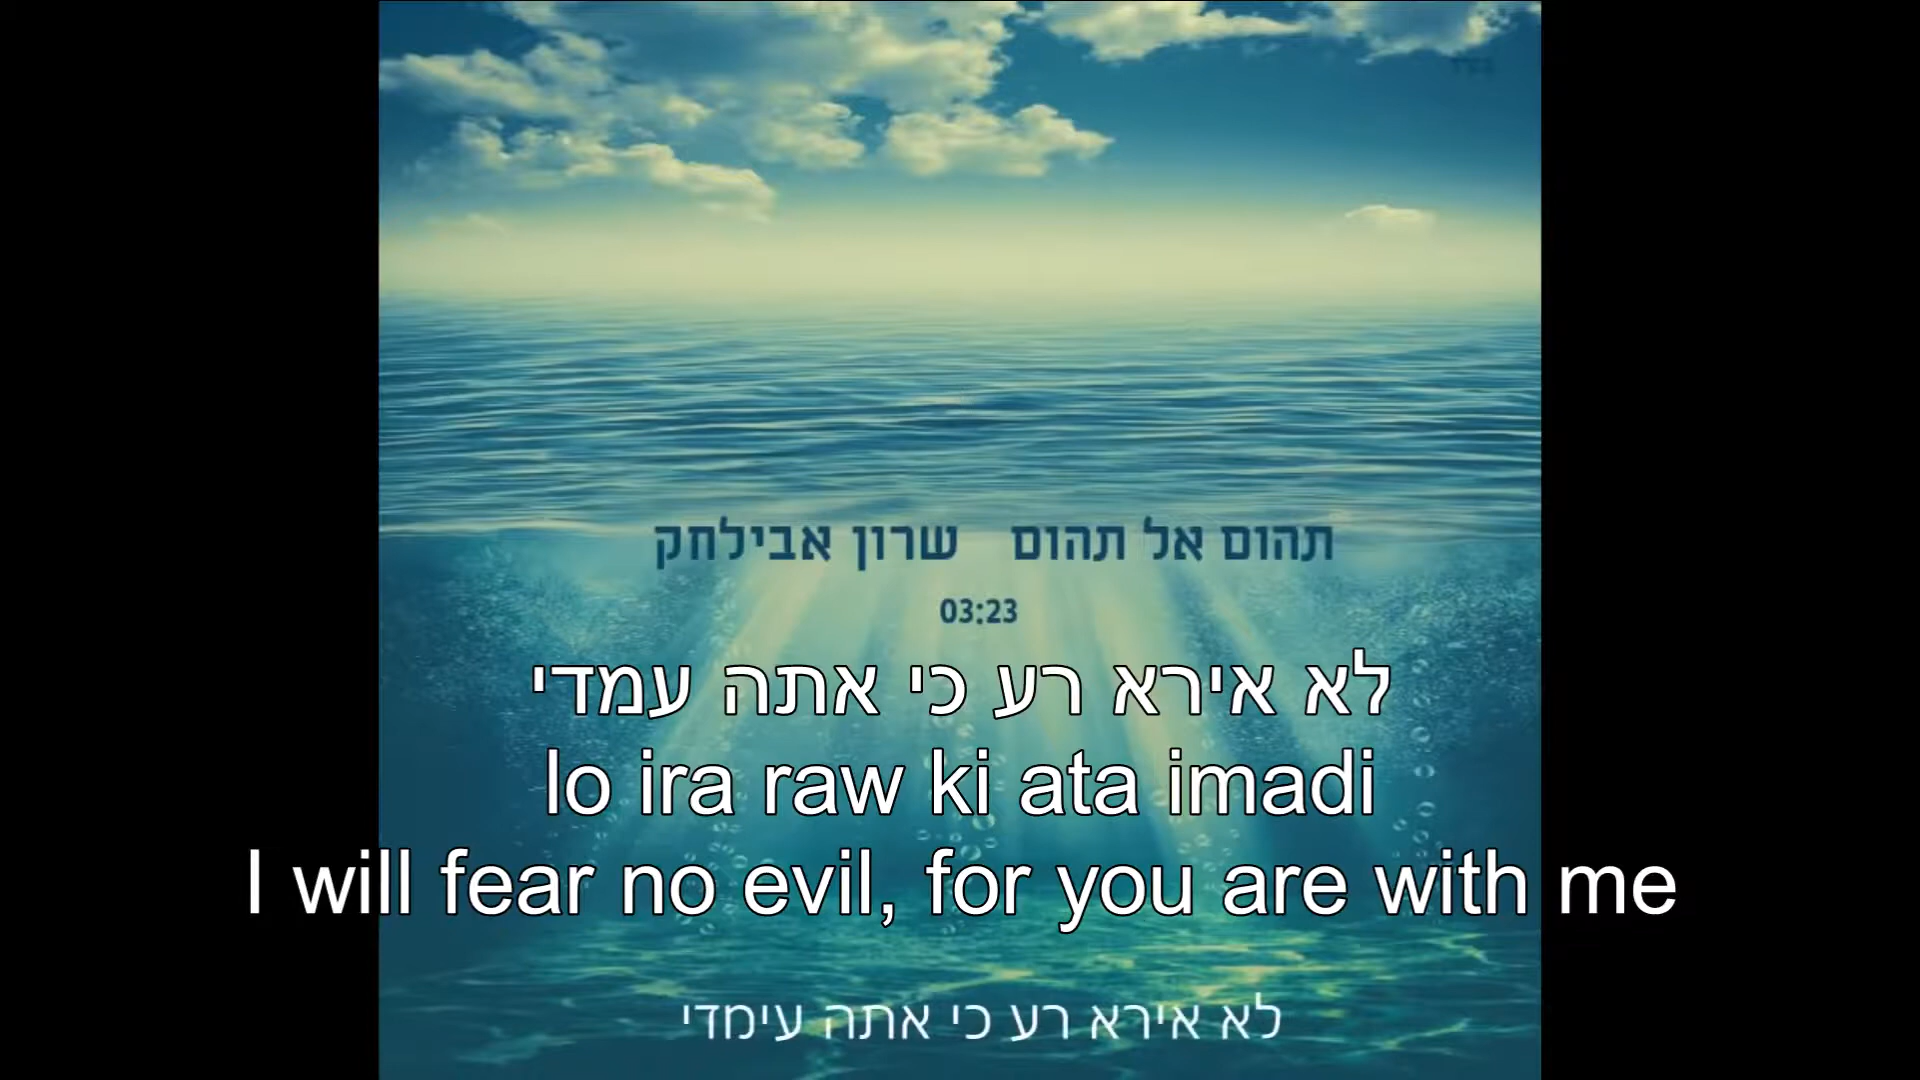 תהום אל תהום שרון אבילחק
03:23
לא אירא רע כי אתה עמדי
lo ira raw ki ata imadi
I will fear no evil, for you are with me
לא אירא רע כי אתה עימדי